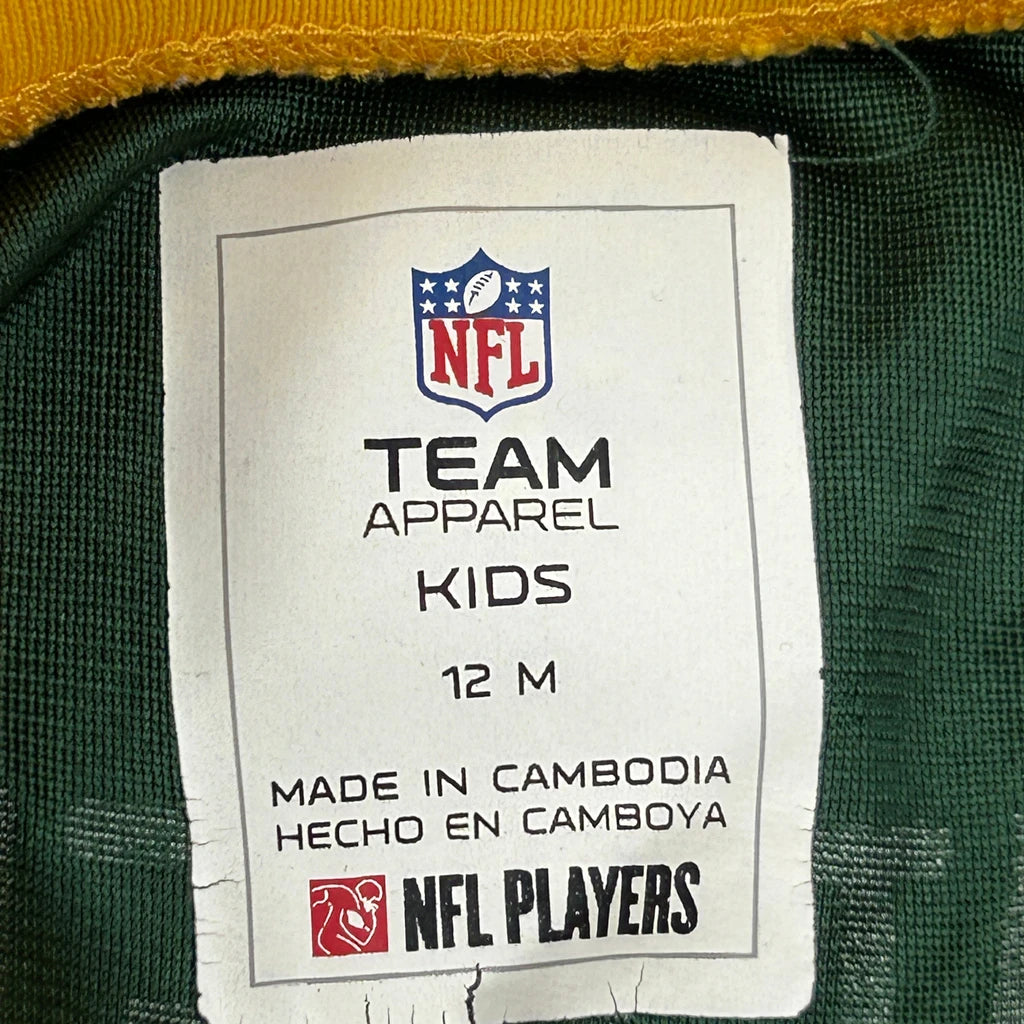 NFL
TEAM
APPAREL
KIDS
12 M
MADE IN CAMBODIA
HECHO EN CAMBOYA
NFL PLAYERS